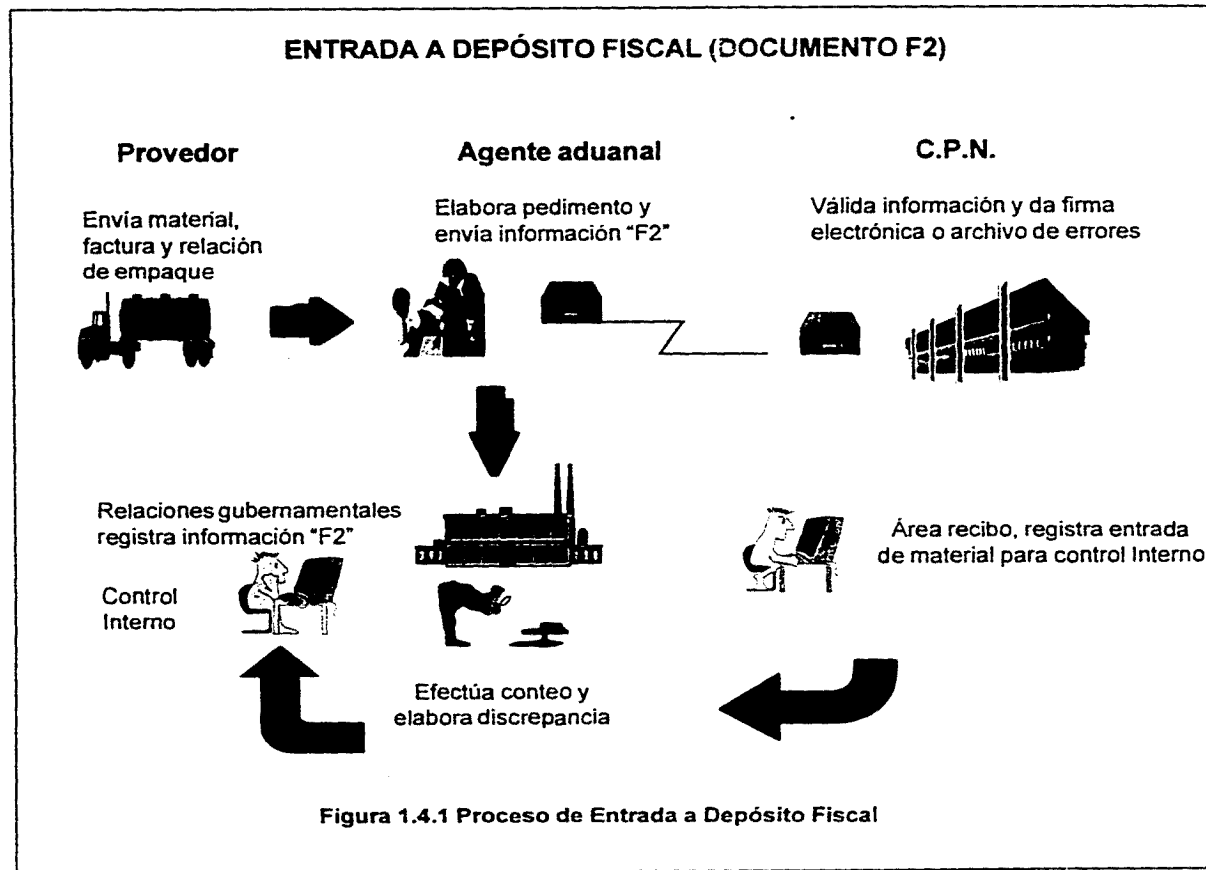 ENTRADA A DEPÓSITO FISCAL (DOCUMENTO F2)
Provedor
Agente aduanal
C.P.N.
Envía material,
factura y relación
de empaque
Elabora pedimento y
envia información “F2”
Válida información y da firma
electrónica o archivo de errores
Relaciones gubernamentales
registra información “F2”
Control
Interno
Área recibo, registra entrada
de material para control Interno
Efectúa conteo y
elabora discrepancia
Figura 1.4.1 Proceso de Entrada a Depósito Fiscal